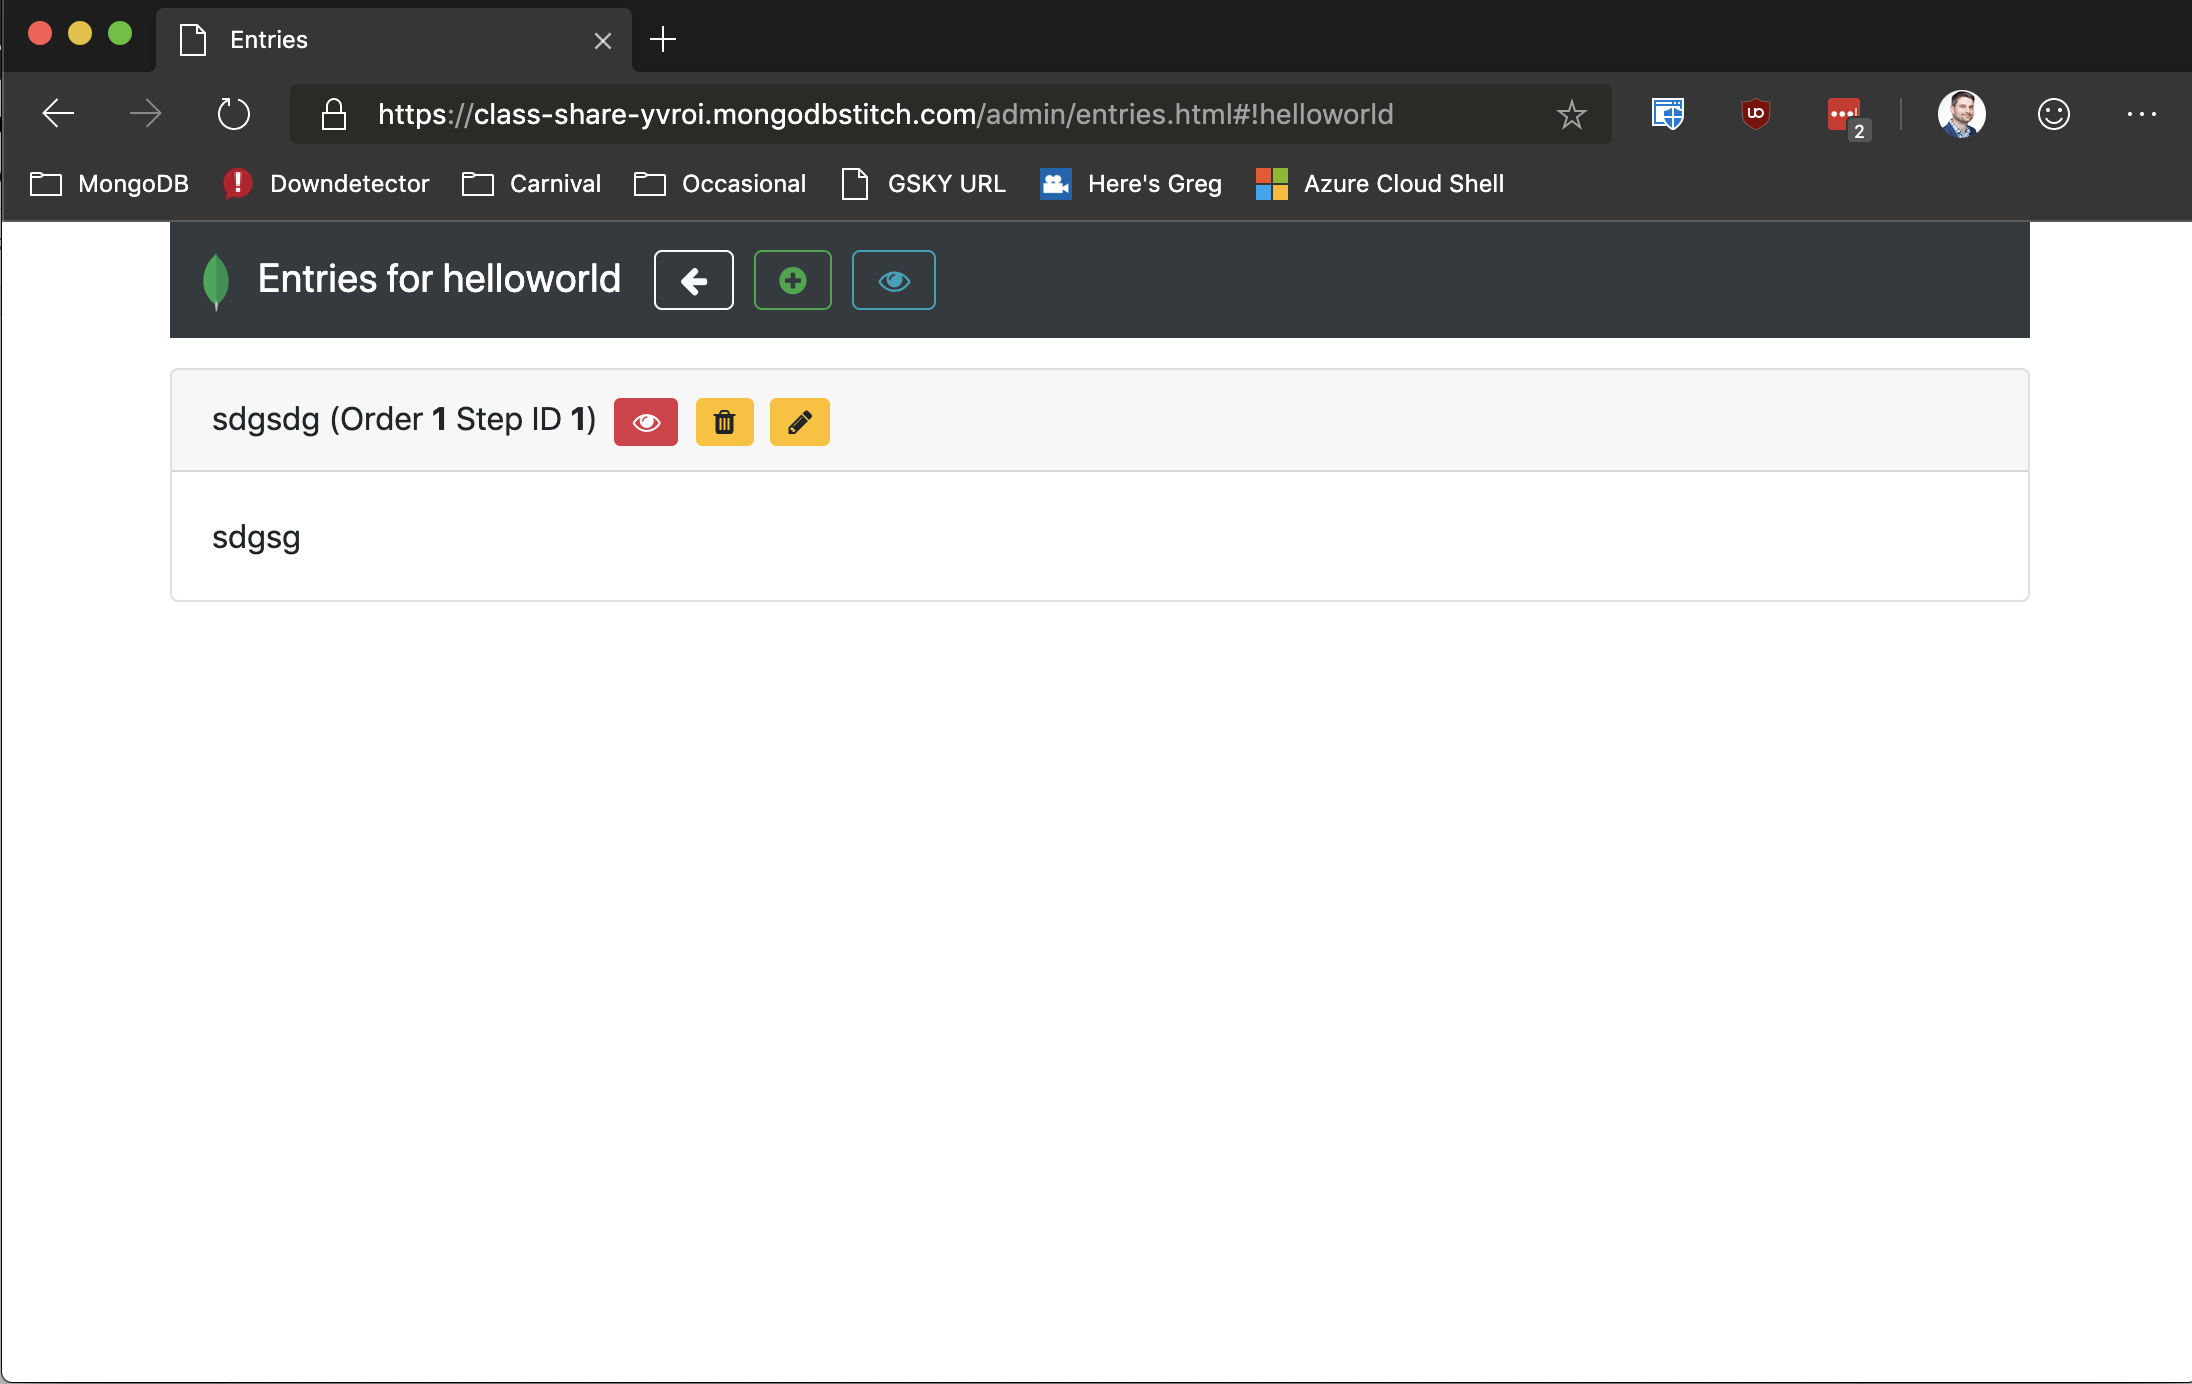 Entries
https://class-share-yvroi.mongodbstitch.com/admin/entries.html#!helloworld
2
MongoDB Downdetector Carnival Occasional GSKY URL Here's Greg Azure Cloud Shell
Entries for helloworld
sdgsdg (Order 1 Step ID 1)
sdgsg